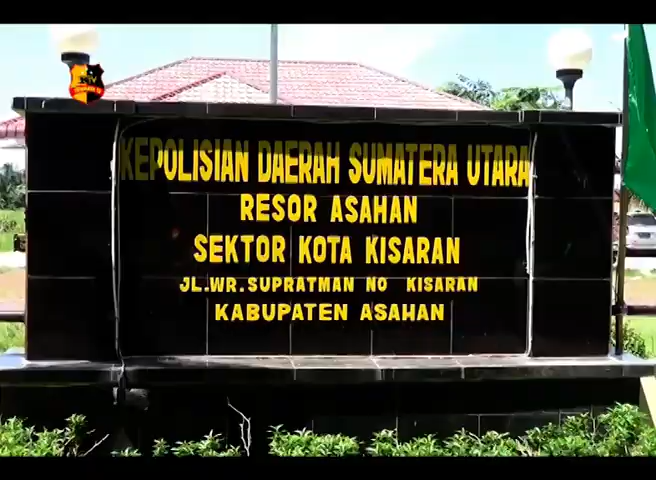 KEPOLISIAN DAERAH SUMATERA UTARA
RESOR ASAHAN
SEKTOR KOTA KISARAN
JL.WR.SUPRATMAN NO KISARAN
KABUPATEN ASAHAN